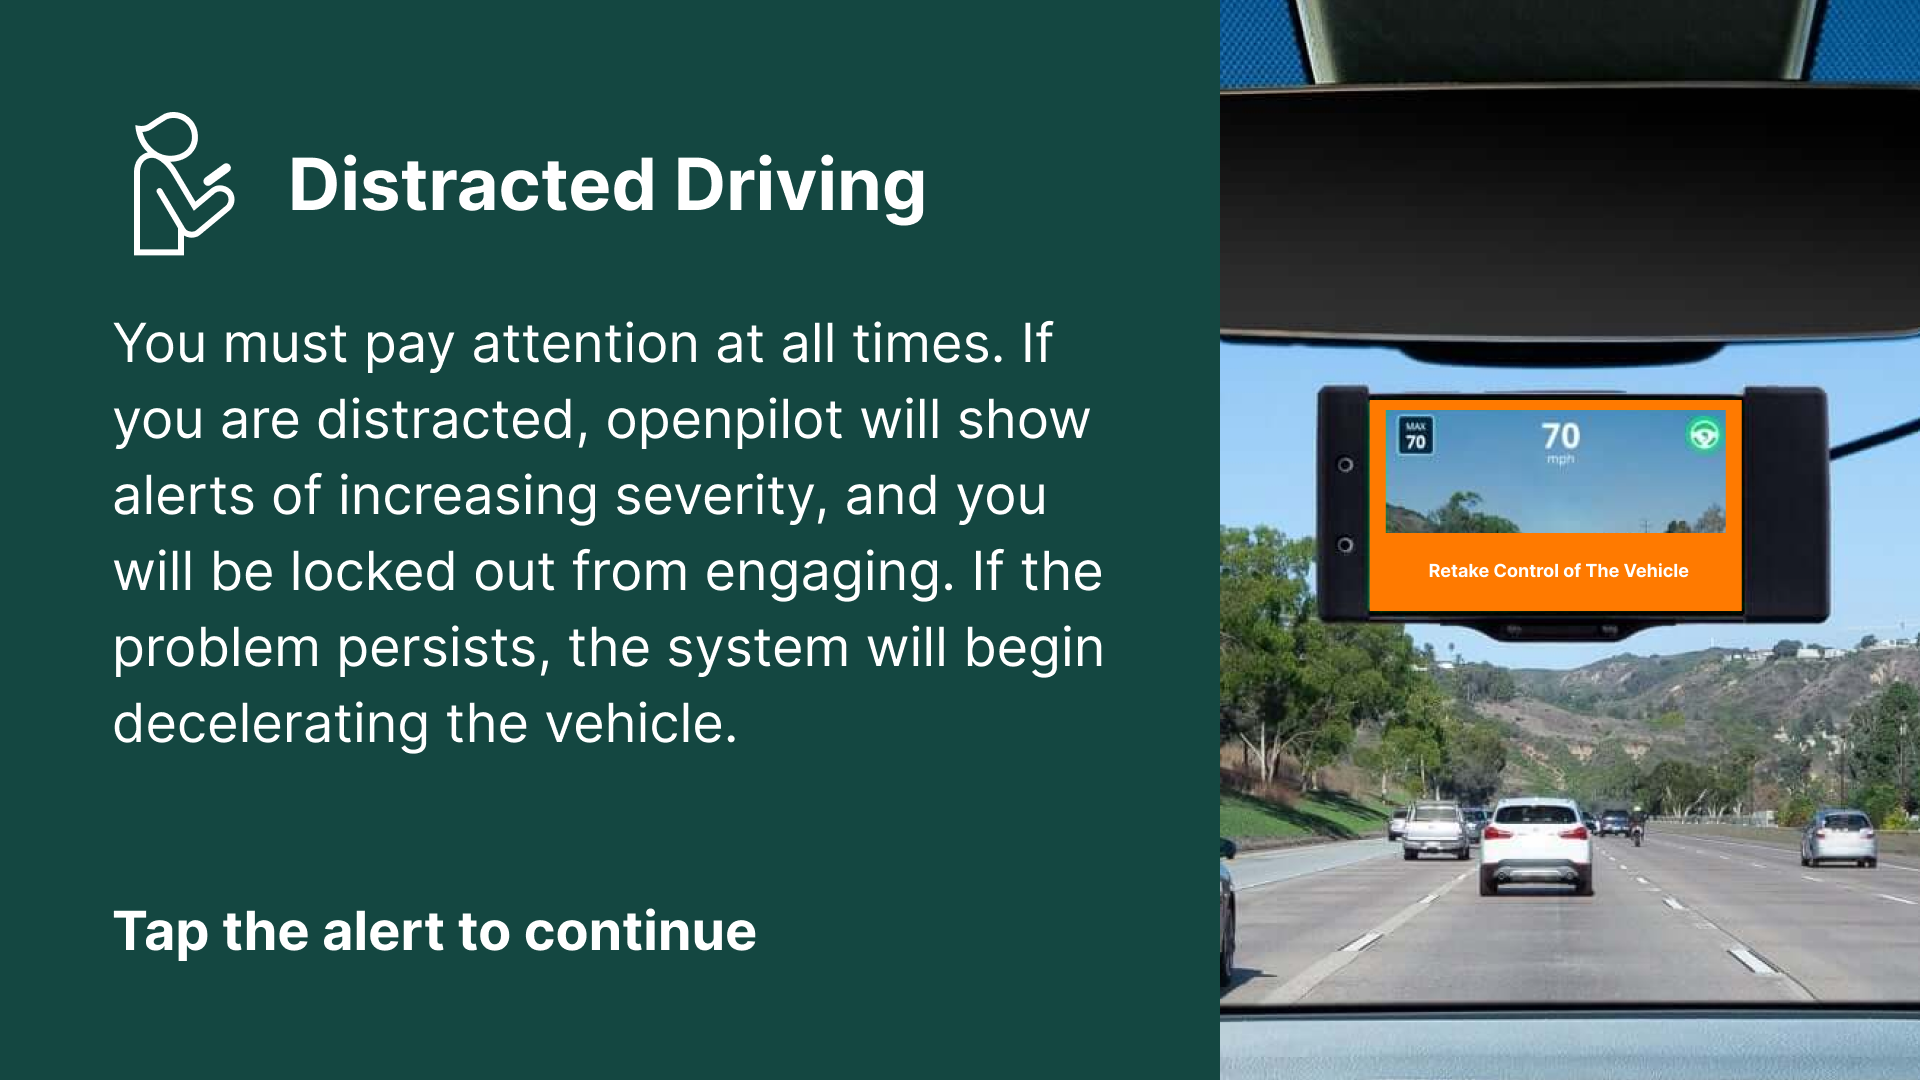 Distracted Driving
You must pay attention at all times. If
you are distracted, openpilot will show
alerts of increasing severity, and you
will be locked out from engaging. If the
problem persists, the system will begin
decelerating the vehicle.
Tap the alert to continue
MAX
70
70
mph
Retake Control of The Vehicle